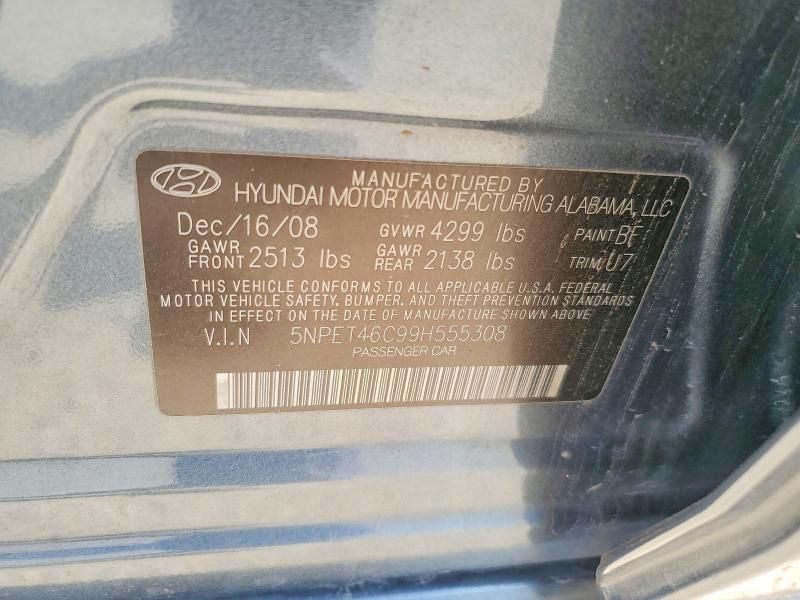 MANUFACTURED BY
HYUNDAI MOTOR MANUFACTURING ALABAMA, LLC
Dec/16/08 GVWR 4299 lbs PAINT: BF
GAWR FRONT 2513 lbs GAWR REAR 2138 lbs TRIM: U7
THIS VEHICLE CONFORMS TO ALL APPLICABLE U.S.A. FEDERAL
MOTOR VEHICLE SAFETY, BUMPER, AND THEFT PREVENTION STANDARDS
IN EFFECT ON THE DATE OF MANUFACTURE SHOWN ABOVE
V.I.N 5NPET46C99H555308
PASSENGER CAR